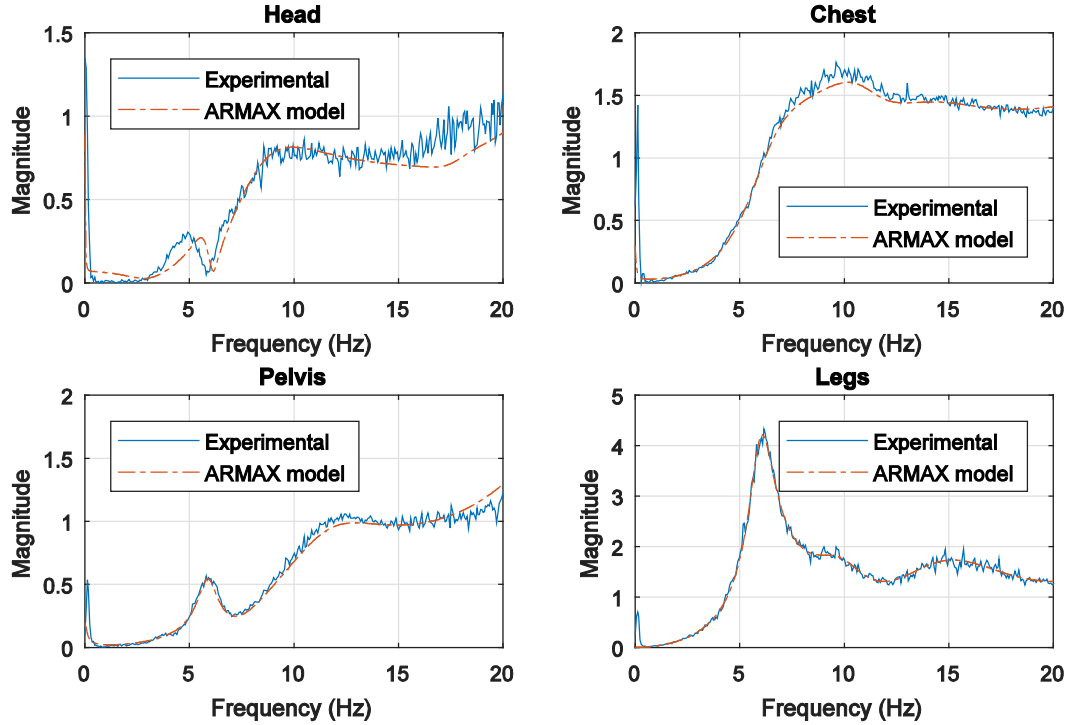 Head
1.5
1
0.5
0
Magnitude
Experimental
ARMAX model
0 5 10 15 20
Frequency (Hz)
Chest
2
1.5
1
0.5
0
Magnitude
Experimental
ARMAX model
0 5 10 15 20
Frequency (Hz)
Pelvis
2
1.5
1
0.5
0
Magnitude
Experimental
ARMAX model
0 5 10 15 20
Frequency (Hz)
Legs
5
4
3
2
1
0
Magnitude
Experimental
ARMAX model
0 5 10 15 20
Frequency (Hz)